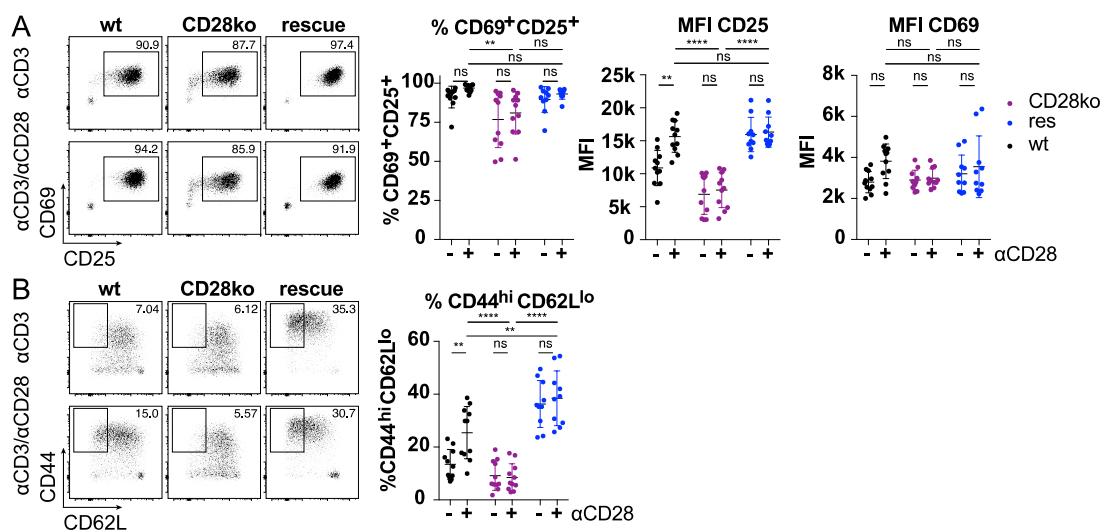 A
wt CD28ko rescue
αCD3
90.9 87.7 97.4
αCD3/αCD28
94.2 85.9 91.9
CD69
CD25
% CD69+ CD25+
** ns
ns
ns ns ns
% CD69+CD25+
100
75
50
25
0
- + - + - +
MFI CD25
**** ****
ns
** ns ns
MFI
25k
20k
15k
10k
5k
0
- + - + - +
MFI CD69
ns ns
ns
ns ns ns
MFI
8k
6k
4k
2k
0
- + - + - +
αCD28
CD28ko
res
wt
B
wt CD28ko rescue
αCD3
7.04 6.12 35.3
αCD3/αCD28
15.0 5.57 30.7
CD44
CD62L
% CD44hi CD62Llo
**** ****
**
** ns ns
%CD44hiCD62Llo
60
40
20
0
- + - + - +
αCD28